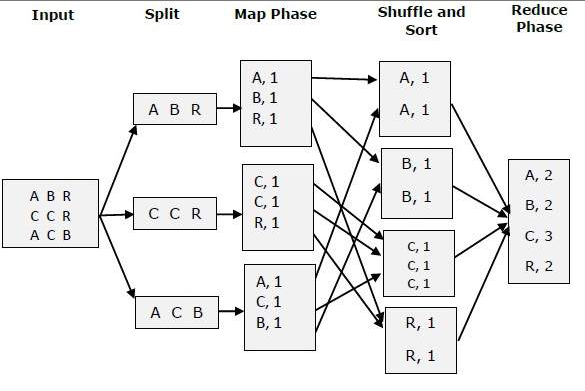 Input
Split
Map Phase
Shuffle and
Sort
Reduce
Phase
A B R
C C R
A C B
A B R
C C R
A C B
A, 1
B, 1
R, 1
C, 1
C, 1
R, 1
A, 1
C, 1
B, 1
A, 1
A, 1
B, 1
B, 1
C, 1
C, 1
C, 1
R, 1
R, 1
A, 2
B, 2
C, 3
R, 2